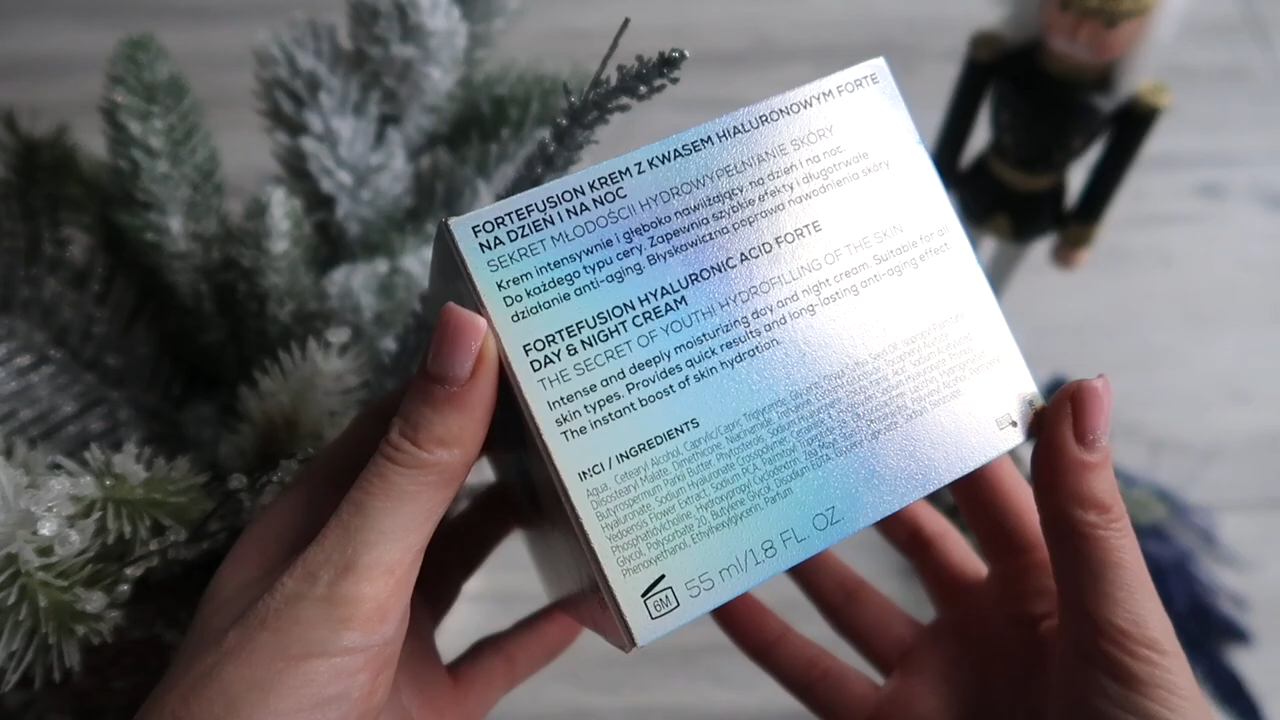 FORTEFUSION KREM Z KWASEM HIALURONOWYM FORTE
NA DZIEŃ I NA NOC
SEKRET MŁODOŚCI! HYDROWYPEŁNIANIE SKÓRY
Krem intensywnie i głęboko nawilżający, na dzień i na noc.
Do każdego typu cery. Zapewnia szybkie efekty i długotrwałe
działanie anti-aging. Błyskawiczna poprawa nawodnienia skóry
FORTEFUSION HYALURONIC ACID FORTE
DAY & NIGHT CREAM
THE SECRET OF YOUTH! HYDROFILLING OF THE SKIN
Intense and deeply moisturizing day and night cream. Suitable for all
skin types. Provides quick results and long-lasting anti-aging effect.
The instant boost of skin hydration.
INCI / INGREDIENTS
Aqua, Cetearyl Alcohol, Caprylic/Capric Triglyceride, Glycerin, Seed Oil, Isopropyl
Diisostearyl Malate, Dimethicone, Niacinamide,
Butyrospermum Parkii Butter, Phytosterols,
Hyaluronate, Sodium Hyaluronate Crosspolymer,
Yedoensis Flower Extract, Sodium PCA, Palmitoyl
Phosphatidylcholine, Hydroxypropyl Cyclodextrin,
Glycol, Polysorbate 20, Butylene Glycol, Disodium EDTA,
Phenoxyethanol, Ethylhexylglycerin, Parfum
6M
55 ml/1.8 FL. OZ.